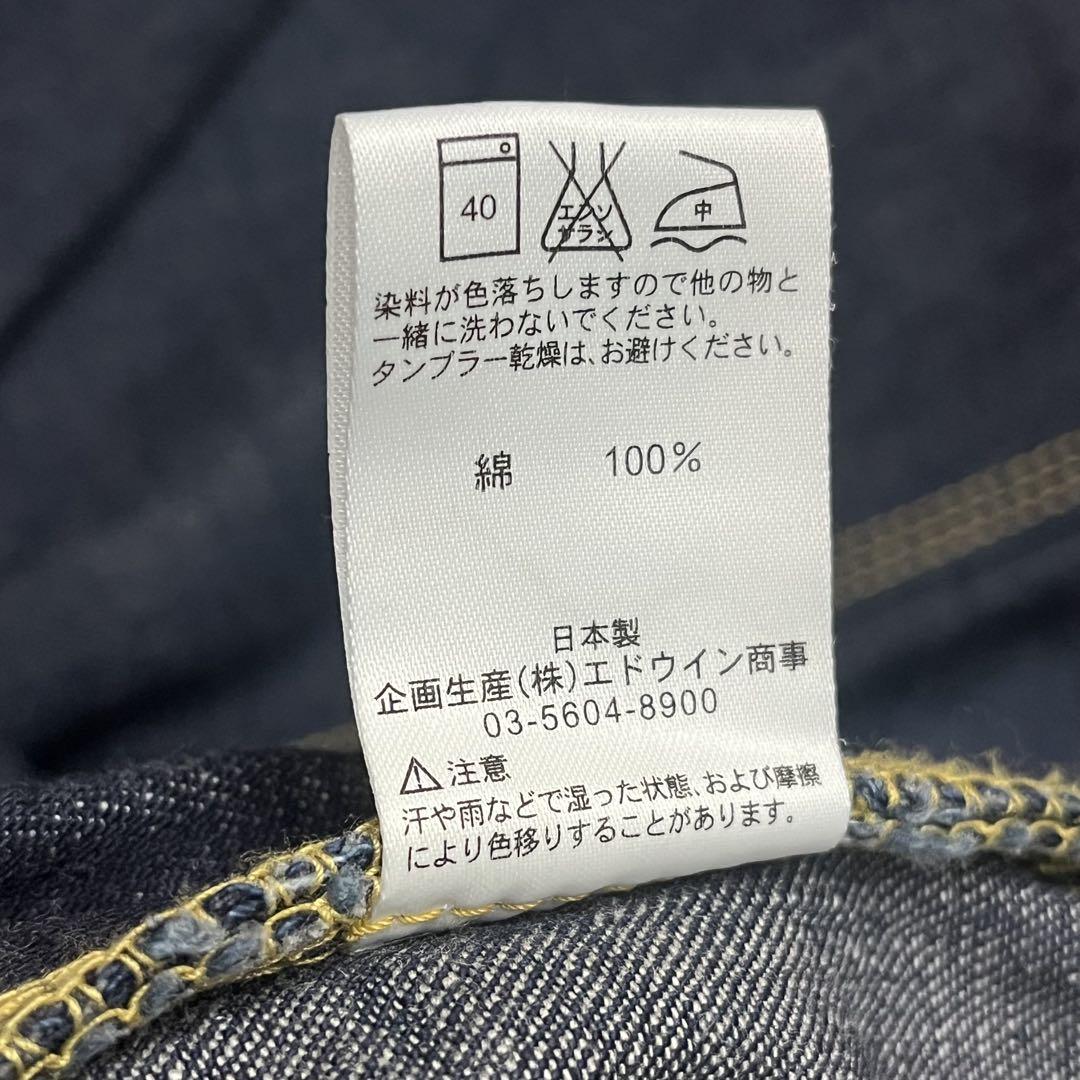 40
エンソ
サラシ
中
染料が色落ちしますので他の物と
一緒に洗わないでください。
タンブラー乾燥は、お避けください。
綿 100%
日本製
企画生産(株)エドウイン商事
03-5604-8900
注意
汗や雨などで湿った状態、および摩擦
により色移りすることがあります。